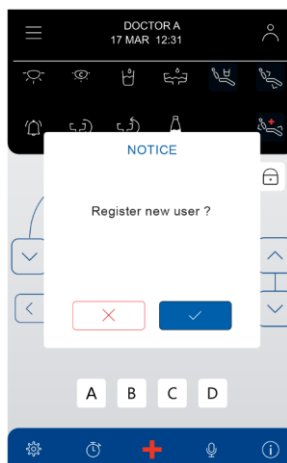 DOCTOR A
17 MAR 12:31
NOTICE
Register new user ?
A B C D